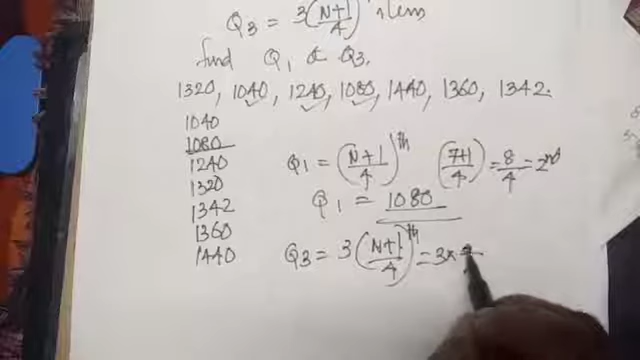 Q3 = 3(N+1/4)th item
find Q1 & Q3.
1320, 1040, 1240, 1080, 1440, 1360, 1342.
1040
1080
1240
1320
1342
1360
1440
Q1 = (N+1/4)th (7+1/4) = 8/4 = 2nd
Q1 = 1080
Q3 = 3(N+1/4)th = 3×